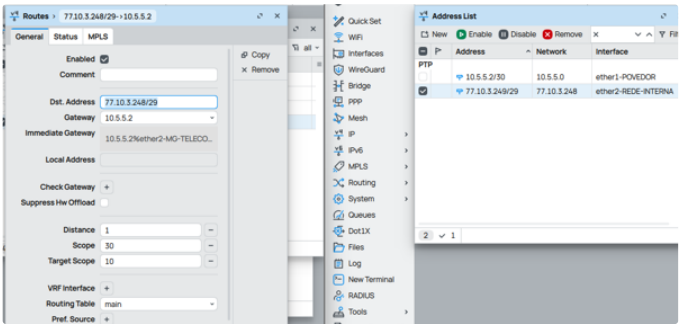 Routes > 77.10.3.248/29->10.5.5.2
General Status MPLS
Enabled
Comment
Copy
Remove
Dst. Address 77.10.3.248/29
Gateway 10.5.5.2
Immediate Gateway 10.5.5.2%ether2-MG-TELECO...
Local Address
Check Gateway
Suppress Hw Offload
Distance 1
Scope 30
Target Scope 10
VRF Interface
Routing Table main
Pref. Source
all
Quick Set
WiFi
Interfaces
WireGuard
Bridge
PPP
Mesh
IP
IPv6
MPLS
Routing
System
Queues
Dot1X
Files
Log
New Terminal
RADIUS
Tools
Address List
New Enable Disable Remove
Address Network Interface
PTP
10.5.5.2/30 10.5.5.0 ether1-POVEDOR
77.10.3.249/29 77.10.3.248 ether2-REDE-INTERNA
2 1